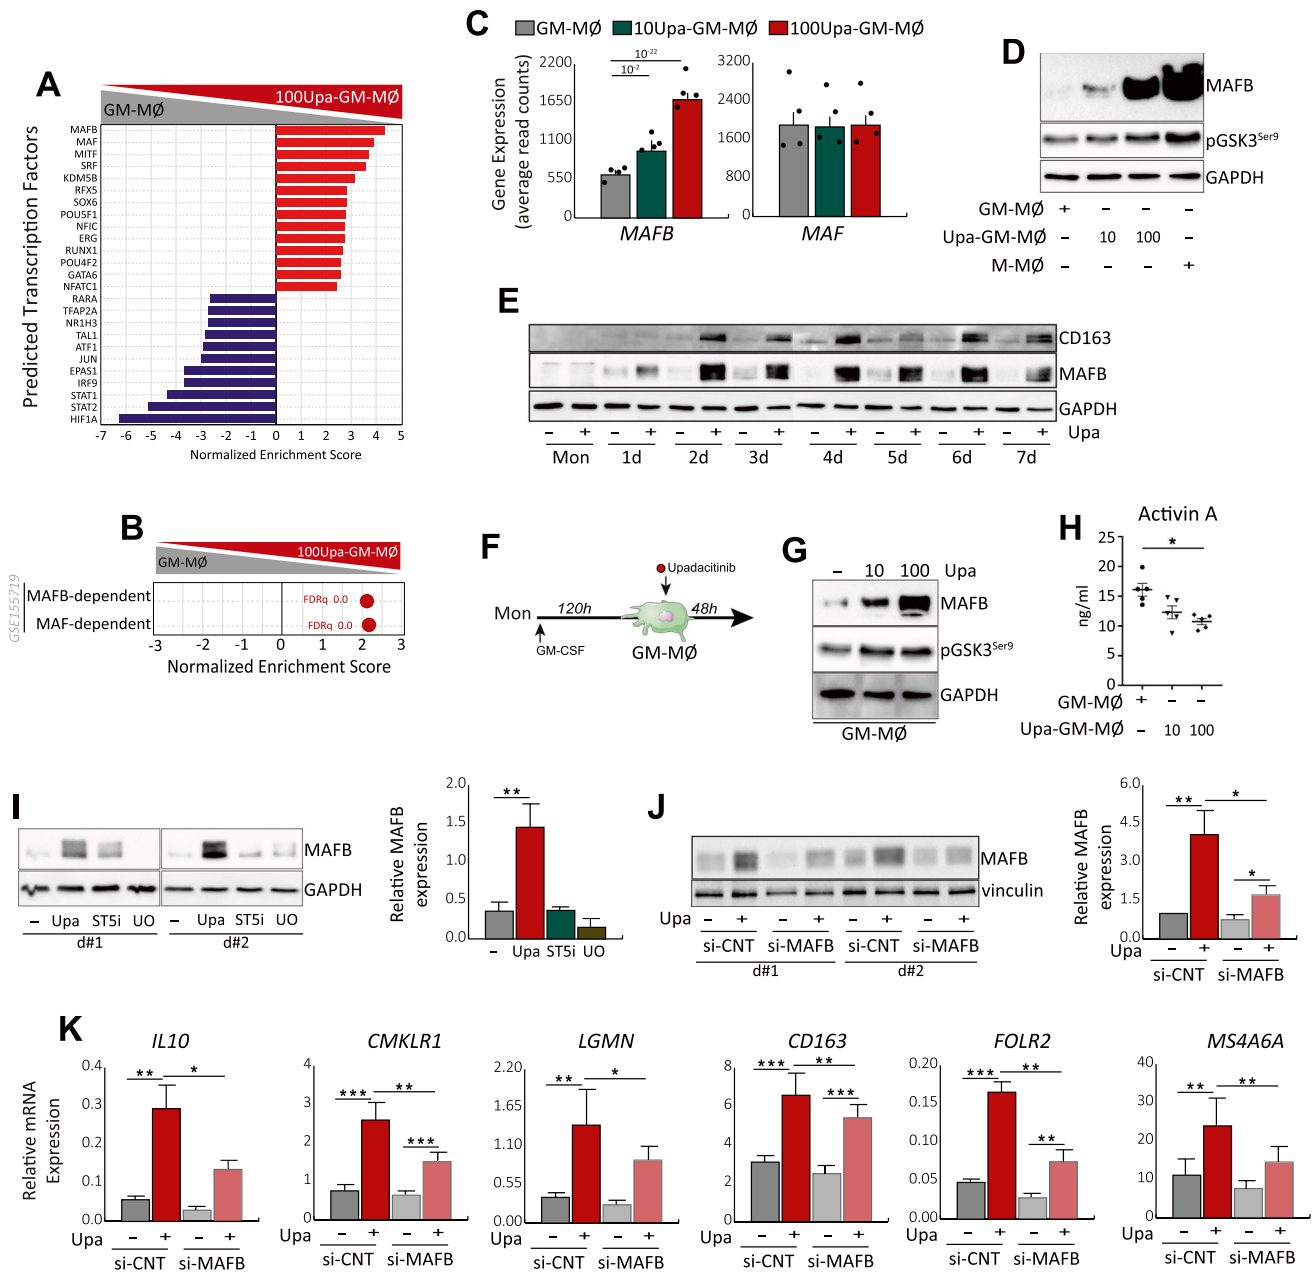 A
GM-MØ
100Upa-GM-MØ
Predicted Transcription Factors
MAFB
MAF
MITF
SRF
KDM5B
RFX5
SOX6
POU5F1
NFIC
ERG
RUNX1
POU4F2
GATA6
NFATC1
RARA
TFAP2A
NR1H3
TAL1
ATF1
JUN
EPAS1
IRF9
STAT1
STAT2
HIF1A
-7 -6 -5 -4 -3 -2 -1 0 1 2 3 4 5
Normalized Enrichment Score
B
100Upa-GM-MØ
GM-MØ
GSE155719
MAFB-dependent
FDRq 0.0
MAF-dependent
FDRq 0.0
-3 -2 -1 0 1 2 3
Normalized Enrichment Score
C
GM-MØ 10Upa-GM-MØ 100Upa-GM-MØ
Gene Expression
(average read counts)
2200
1650
1100
550
0
10-22
10-2
MAFB
3200
2400
1600
800
0
MAF
D
MAFB
pGSK3Ser9
GAPDH
GM-MØ + – – –
Upa-GM-MØ – 10 100 –
M-MØ – – – +
E
CD163
MAFB
GAPDH
– + – + – + – + – + – + – + – + Upa
Mon 1d 2d 3d 4d 5d 6d 7d
F
Upadacitinib
Mon 120h 48h
GM-CSF
GM-MØ
G
– 10 100 Upa
MAFB
pGSK3Ser9
GAPDH
GM-MØ
H
Activin A
*
ng/ml
25
20
15
10
5
0
GM-MØ + – –
Upa-GM-MØ – 10 100
I
MAFB
GAPDH
– Upa ST5i UO – Upa ST5i UO
d#1 d#2
Relative MAFB
expression
2.0
1.5
1.0
0.5
0.0
**
– Upa ST5i UO
J
MAFB
vinculin
Upa – + – + – + – +
si-CNT si-MAFB si-CNT si-MAFB
d#1 d#2
Relative MAFB
expression
6.0
4.5
3.0
1.5
0.0
** *
*
Upa – + – +
si-CNT si-MAFB
K
Relative mRNA
Expression
IL10
0.4
0.3
0.2
0.1
0.0
** *
Upa – + – +
si-CNT si-MAFB
CMKLR1
4
3
2
1
0
*** **
***
Upa – + – +
si-CNT si-MAFB
LGMN
2.20
1.65
1.10
0.55
0.00
** *
Upa – + – +
si-CNT si-MAFB
CD163
8
6
4
2
0
*** **
***
Upa – + – +
si-CNT si-MAFB
FOLR2
0.20
0.15
0.10
0.05
0.00
*** **
**
Upa – + – +
si-CNT si-MAFB
MS4A6A
40
30
20
10
0
** **
Upa – + – +
si-CNT si-MAFB